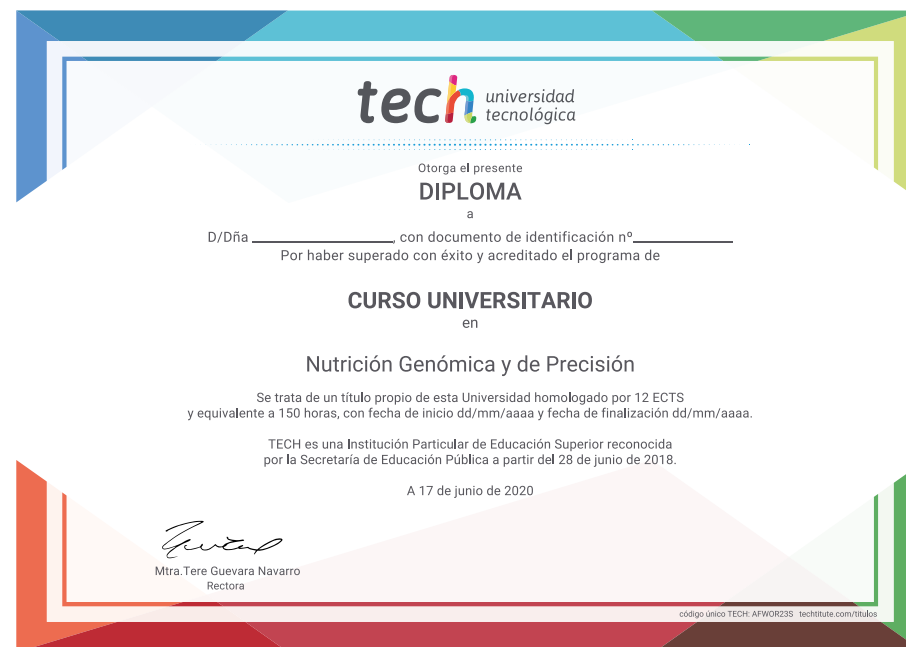 tech universidad
tecnológica
Otorga el presente
DIPLOMA
a
D/Dña ____________________, con documento de identificación nº______________
Por haber superado con éxito y acreditado el programa de
CURSO UNIVERSITARIO
en
Nutrición Genómica y de Precisión
Se trata de un título propio de esta Universidad homologado por 12 ECTS
y equivalente a 150 horas, con fecha de inicio dd/mm/aaaa y fecha de finalización dd/mm/aaaa.
TECH es una Institución Particular de Educación Superior reconocida
por la Secretaría de Educación Pública a partir del 28 de junio de 2018.
A 17 de junio de 2020
Mtra.Tere Guevara Navarro
Rectora
código único TECH: AFWOR23S techtitute.com/titulos